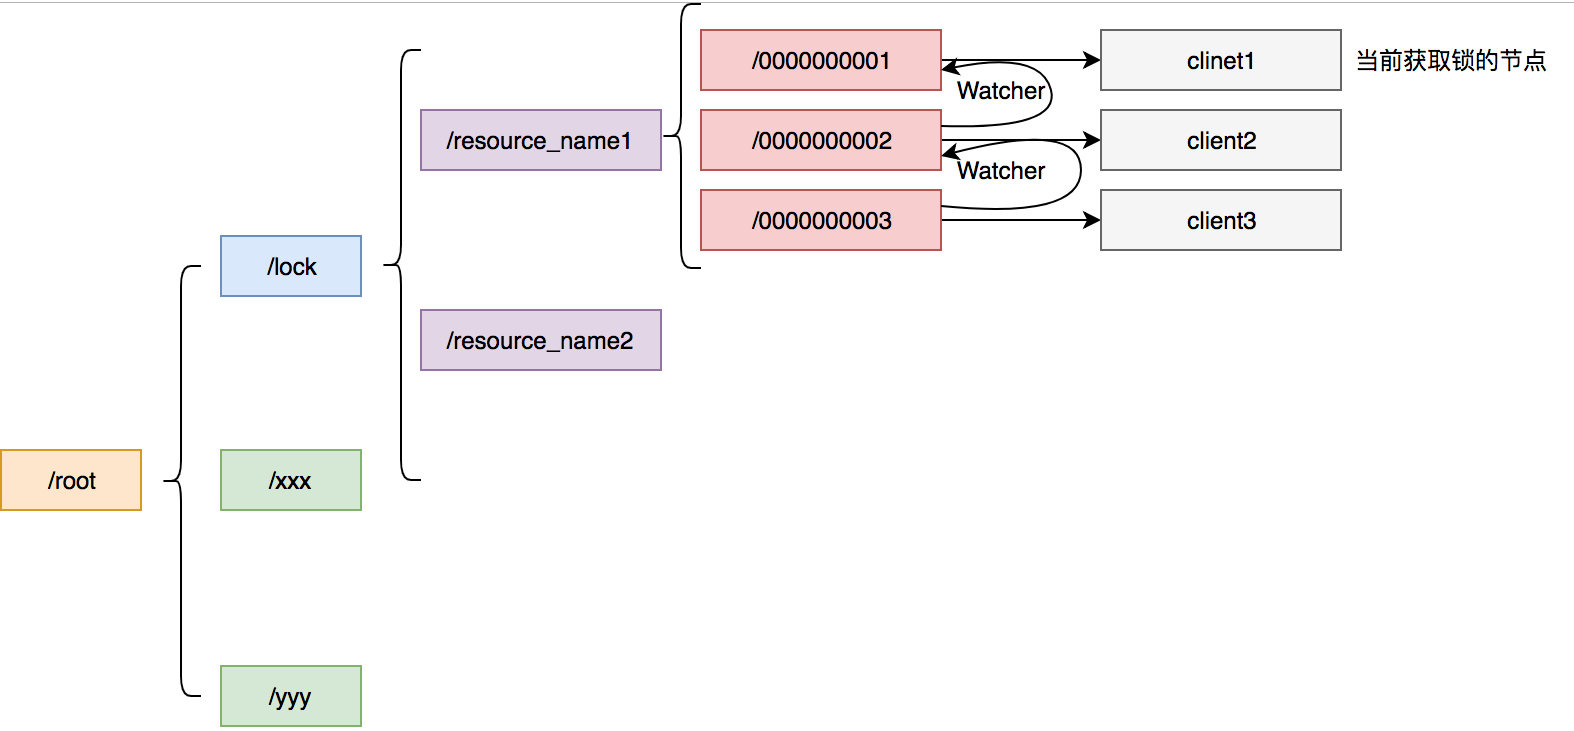 /0000000001
clinet1
当前获取锁的节点
Watcher
/resource_name1
/0000000002
client2
Watcher
/0000000003
client3
/lock
/resource_name2
/root
/xxx
/yyy